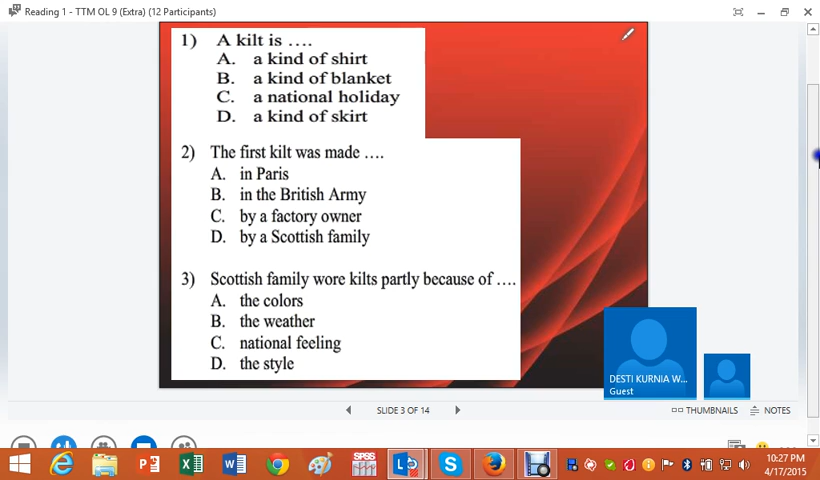 Reading 1 - TTM OL 9 (Extra) (12 Participants)
1) A kilt is ….
A. a kind of shirt
B. a kind of blanket
C. a national holiday
D. a kind of skirt
2) The first kilt was made ….
A. in Paris
B. in the British Army
C. by a factory owner
D. by a Scottish family
3) Scottish family wore kilts partly because of ….
A. the colors
B. the weather
C. national feeling
D. the style
DESTI KURNIA W...
Guest
SLIDE 3 OF 14
THUMBNAILS
NOTES
SPSS
10:27 PM
4/17/2015